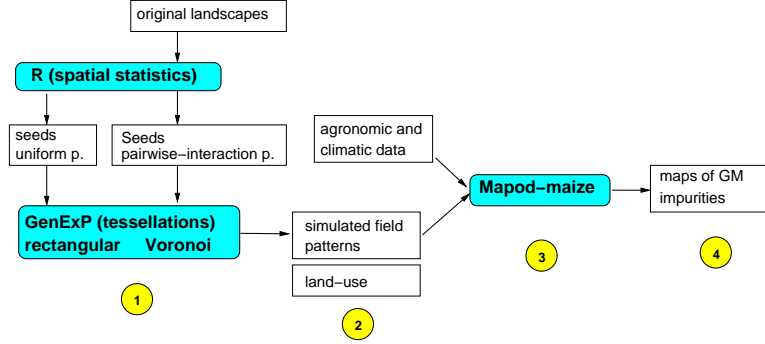 original landscapes
R (spatial statistics)
seeds
uniform p.
Seeds
pairwise−interaction p.
agronomic and
climatic data
GenExP (tessellations)
rectangular Voronoi
simulated field
patterns
land−use
Mapod−maize
maps of GM
impurities
1
2
3
4